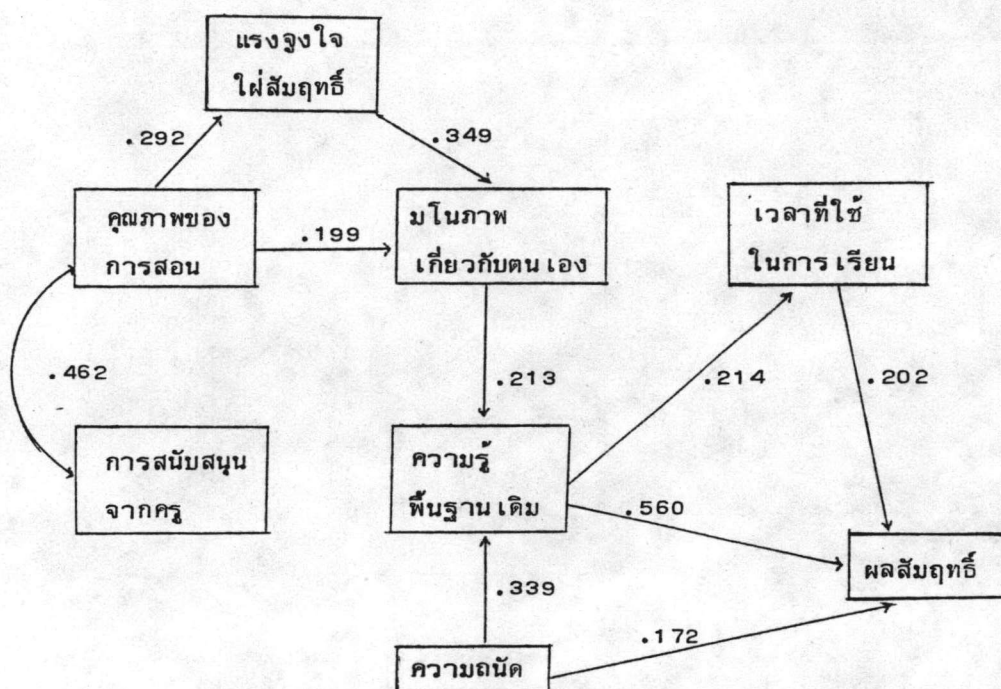 แรงจูงใจ
ใฝ่สัมฤทธิ์
.292
.349
คุณภาพของ
การสอน
.199
มโนภาพ
เกี่ยวกับตนเอง
เวลาที่ใช้
ในการเรียน
.462
.213
.214
.202
การสนับสนุน
จากครู
ความรู้
พื้นฐานเดิม
.560
ผลสัมฤทธิ์
.339
.172
ความถนัด